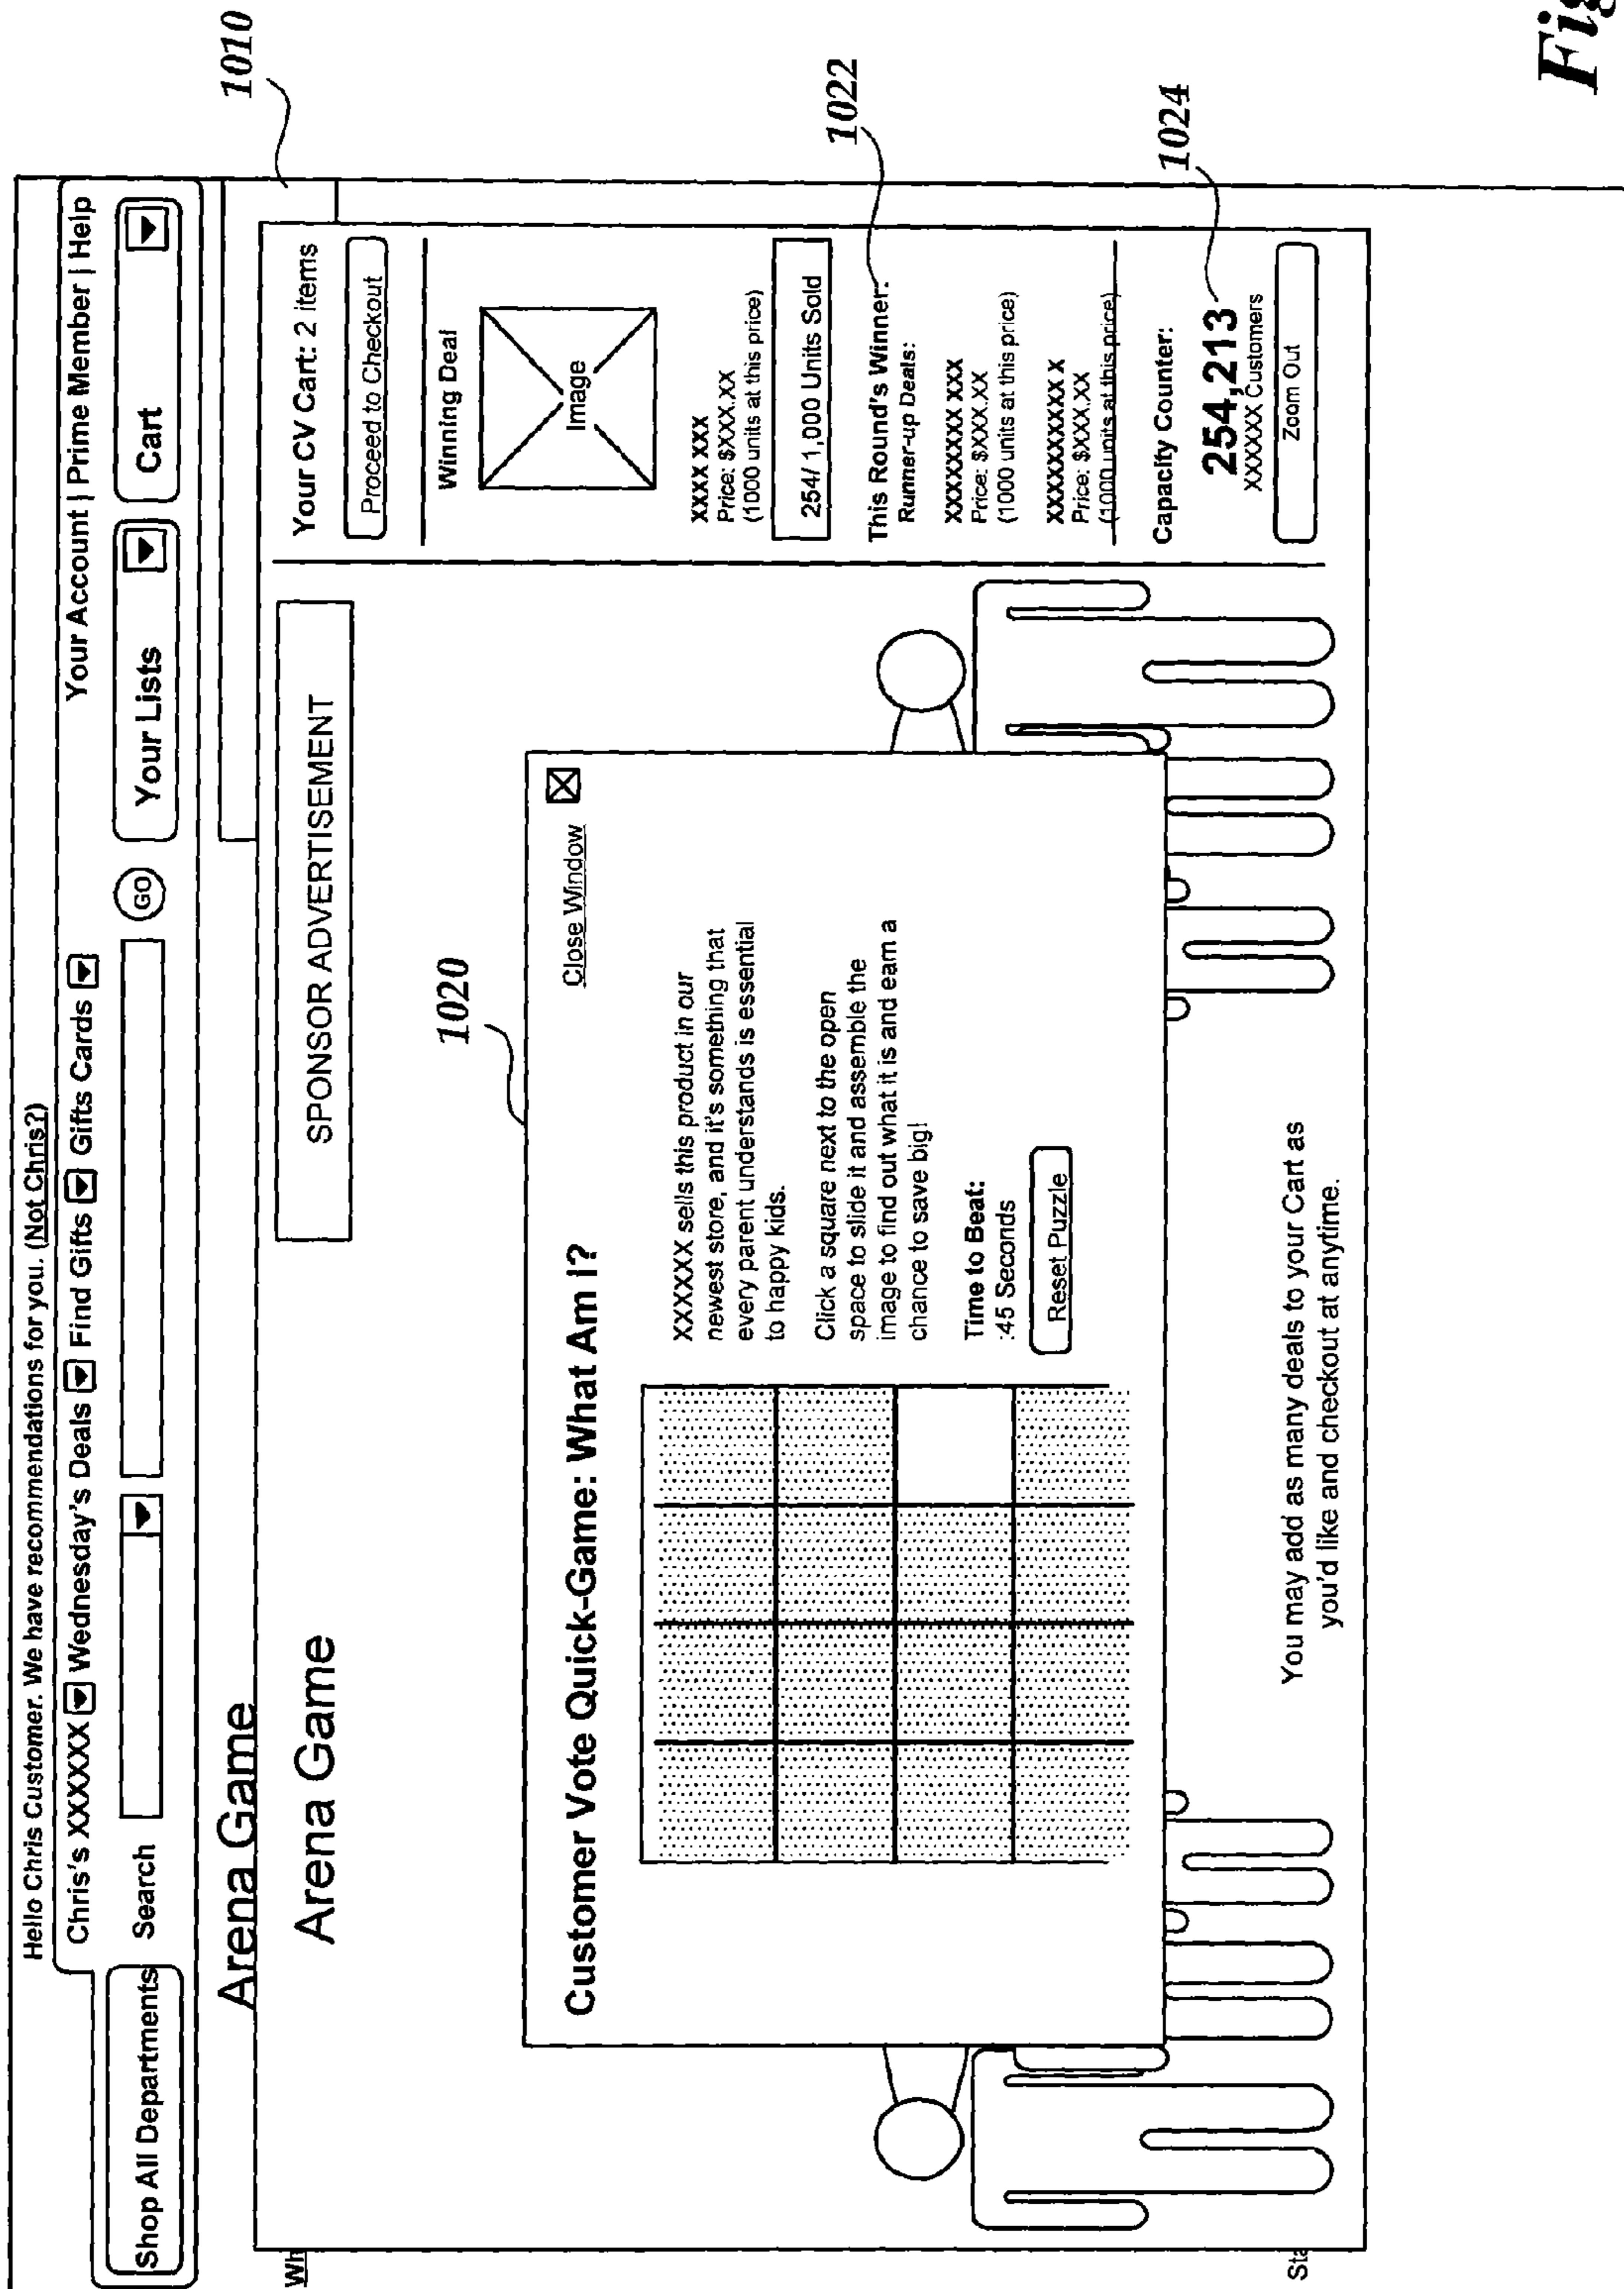 Hello Chris Customer. We have recommendations for you. (Not Chris?)
Chris's XXXXXX Wednesday's Deals Find Gifts Gifts Cards
Your Account | Prime Member | Help
Shop All Departments
Search
GO
Your Lists
Cart
Arena Game
1010
Arena Game
SPONSOR ADVERTISEMENT
1020
Customer Vote Quick-Game: What Am I?
Close Window
XXXXXX sells this product in our
newest store, and it's something that
every parent understands is essential
to happy kids.
Click a square next to the open
space to slide it and assemble the
image to find out what it is and earn a
chance to save big!
Time to Beat:
:45 Seconds
Reset Puzzle
You may add as many deals to your Cart as
you'd like and checkout at anytime.
Your CV Cart: 2 items
Proceed to Checkout
Winning Deal
Image
XXXX XXX
Price: $XXX.XX
(1000 units at this price)
254/ 1,000 Units Sold
This Round's Winner:
1022
Runner-up Deals:
XXXXXXXX XXX
Price: $XXX.XX
(1000 units at this price)
XXXXXXXXX X
Price: $XXX.XX
(1000 units at this price)
Capacity Counter:
1024
254,213
XXXXXX Customers
Zoom Out